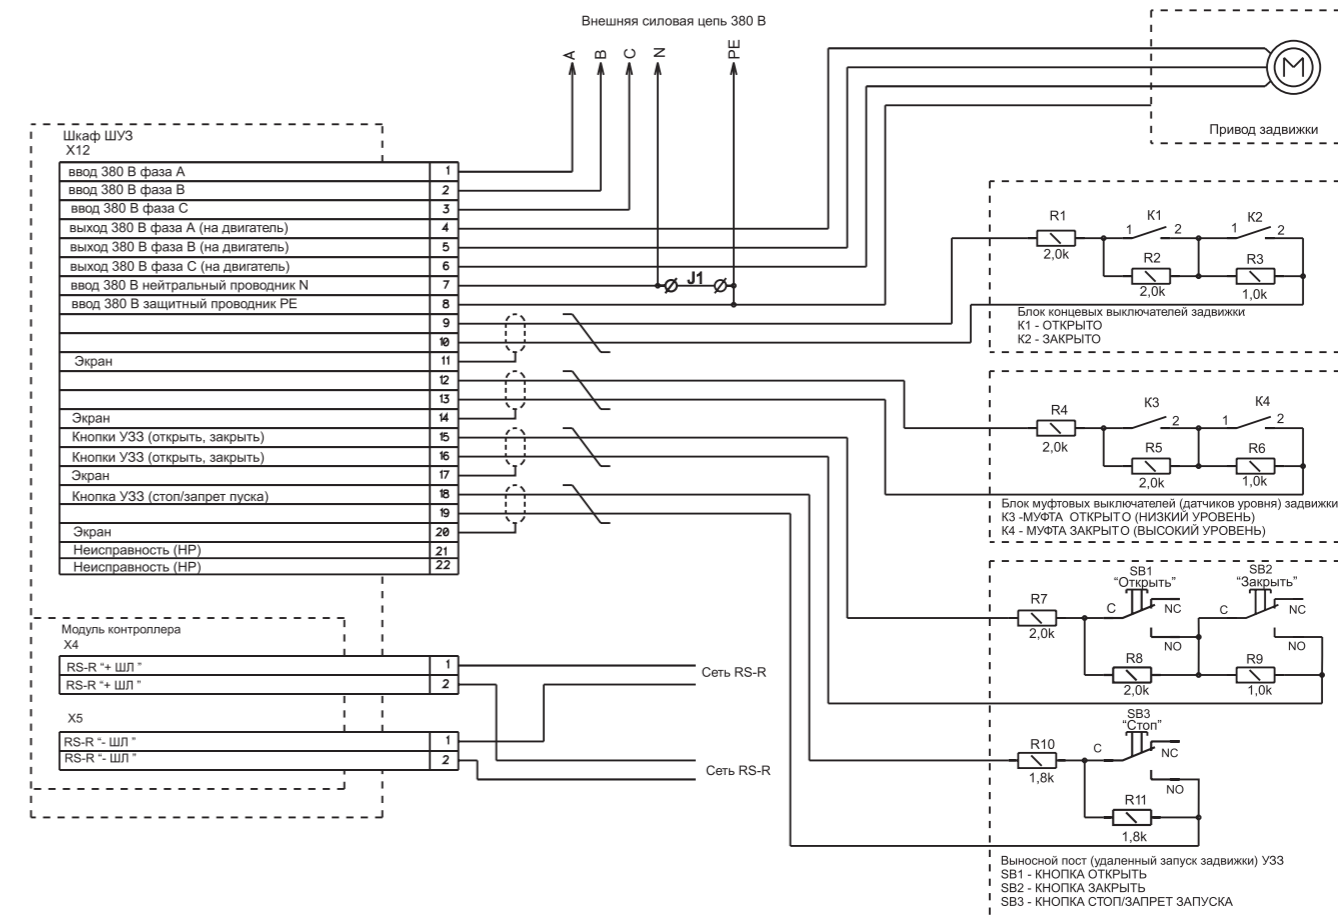 Внешняя силовая цепь 380 В
A
B
C
N
PE
M
Привод задвижки
Шкаф ШУЗ
X12
ввод 380 В фаза А 1
ввод 380 В фаза В 2
ввод 380 В фаза С 3
выход 380 В фаза А (на двигатель) 4
выход 380 В фаза В (на двигатель) 5
выход 380 В фаза С (на двигатель) 6
ввод 380 В нейтральный проводник N 7
ввод 380 В защитный проводник PE 8
9
10
Экран 11
12
13
Экран 14
Кнопки УЗЗ (открыть, закрыть) 15
Кнопки УЗЗ (открыть, закрыть) 16
Экран 17
Кнопка УЗЗ (стоп/запрет пуска) 18
19
Экран 20
Неисправность (НР) 21
Неисправность (НР) 22
J1
R1 K1 K2
1 2 1 2
2,0k
R2 R3
2,0k 1,0k
Блок концевых выключателей задвижки
К1 - ОТКРЫТО
К2 - ЗАКРЫТО
R4 K3 K4
2 1 2
2,0k
R5 R6
2,0k 1,0k
Блок муфтовых выключателей (датчиков уровня) задвижки
К3 -МУФТА ОТКРЫТО (НИЗКИЙ УРОВЕНЬ)
К4 - МУФТА ЗАКРЫТО (ВЫСОКИЙ УРОВЕНЬ)
SB1 SB2
“Открыть” “Закрыть”
R7 C NC C NC
2,0k
NO NO
R8 R9
2,0k 1,0k
SB3
“Стоп”
R10 C NC
1,8k
NO
R11
1,8k
Выносной пост (удаленный запуск задвижки) УЗЗ
SB1 - КНОПКА ОТКРЫТЬ
SB2 - КНОПКА ЗАКРЫТЬ
SB3 - КНОПКА СТОП/ЗАПРЕТ ЗАПУСКА
Модуль контроллера
X4
RS-R “+ ШЛ ” 1
RS-R “+ ШЛ ” 2
X5
RS-R “- ШЛ ” 1
RS-R “- ШЛ ” 2
Сеть RS-R
Сеть RS-R